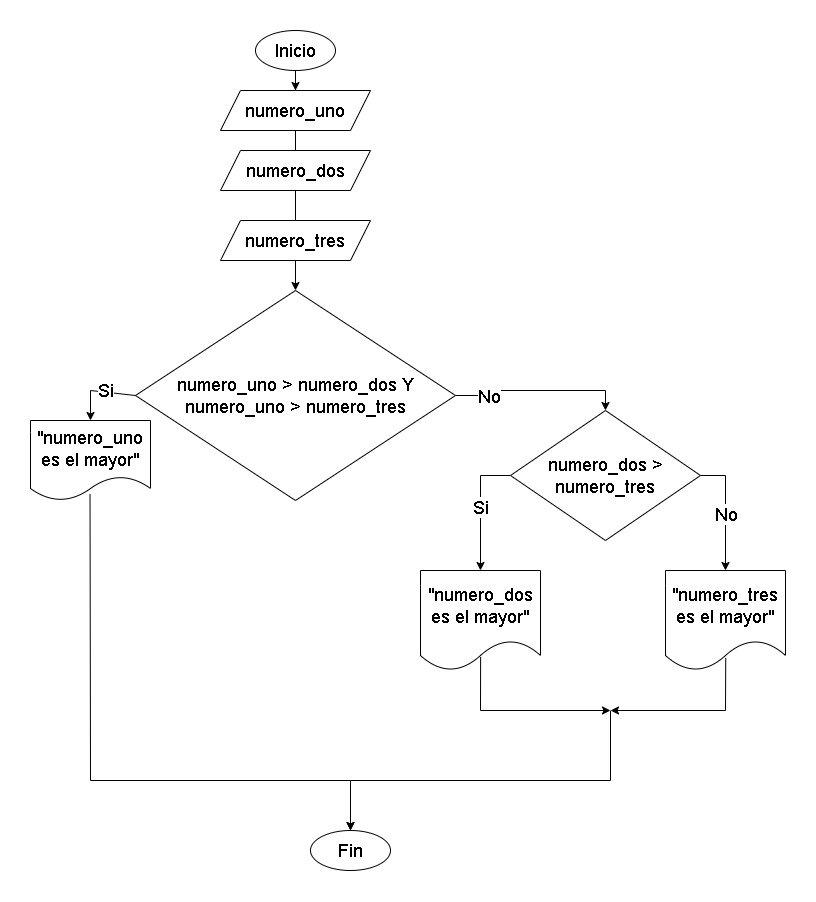 Inicio
numero_uno
numero_dos
numero_tres
numero_uno > numero_dos Y
numero_uno > numero_tres
Si
No
"numero_uno
es el mayor"
numero_dos >
numero_tres
Si
No
"numero_dos
es el mayor"
"numero_tres
es el mayor"
Fin